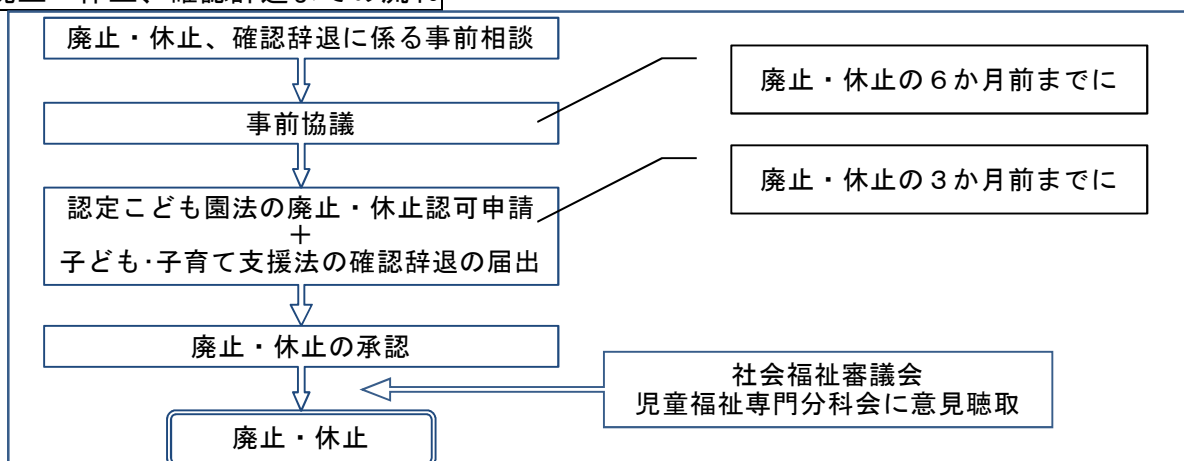 廃止・休止、確認辞退に係る事前相談
廃止・休止の６か月前までに
事前協議
廃止・休止の３か月前までに
認定こども園法の廃止・休止認可申請
＋
子ども･子育て支援法の確認辞退の届出
廃止・休止の承認
社会福祉審議会
児童福祉専門分科会に意見聴取
廃止・休止